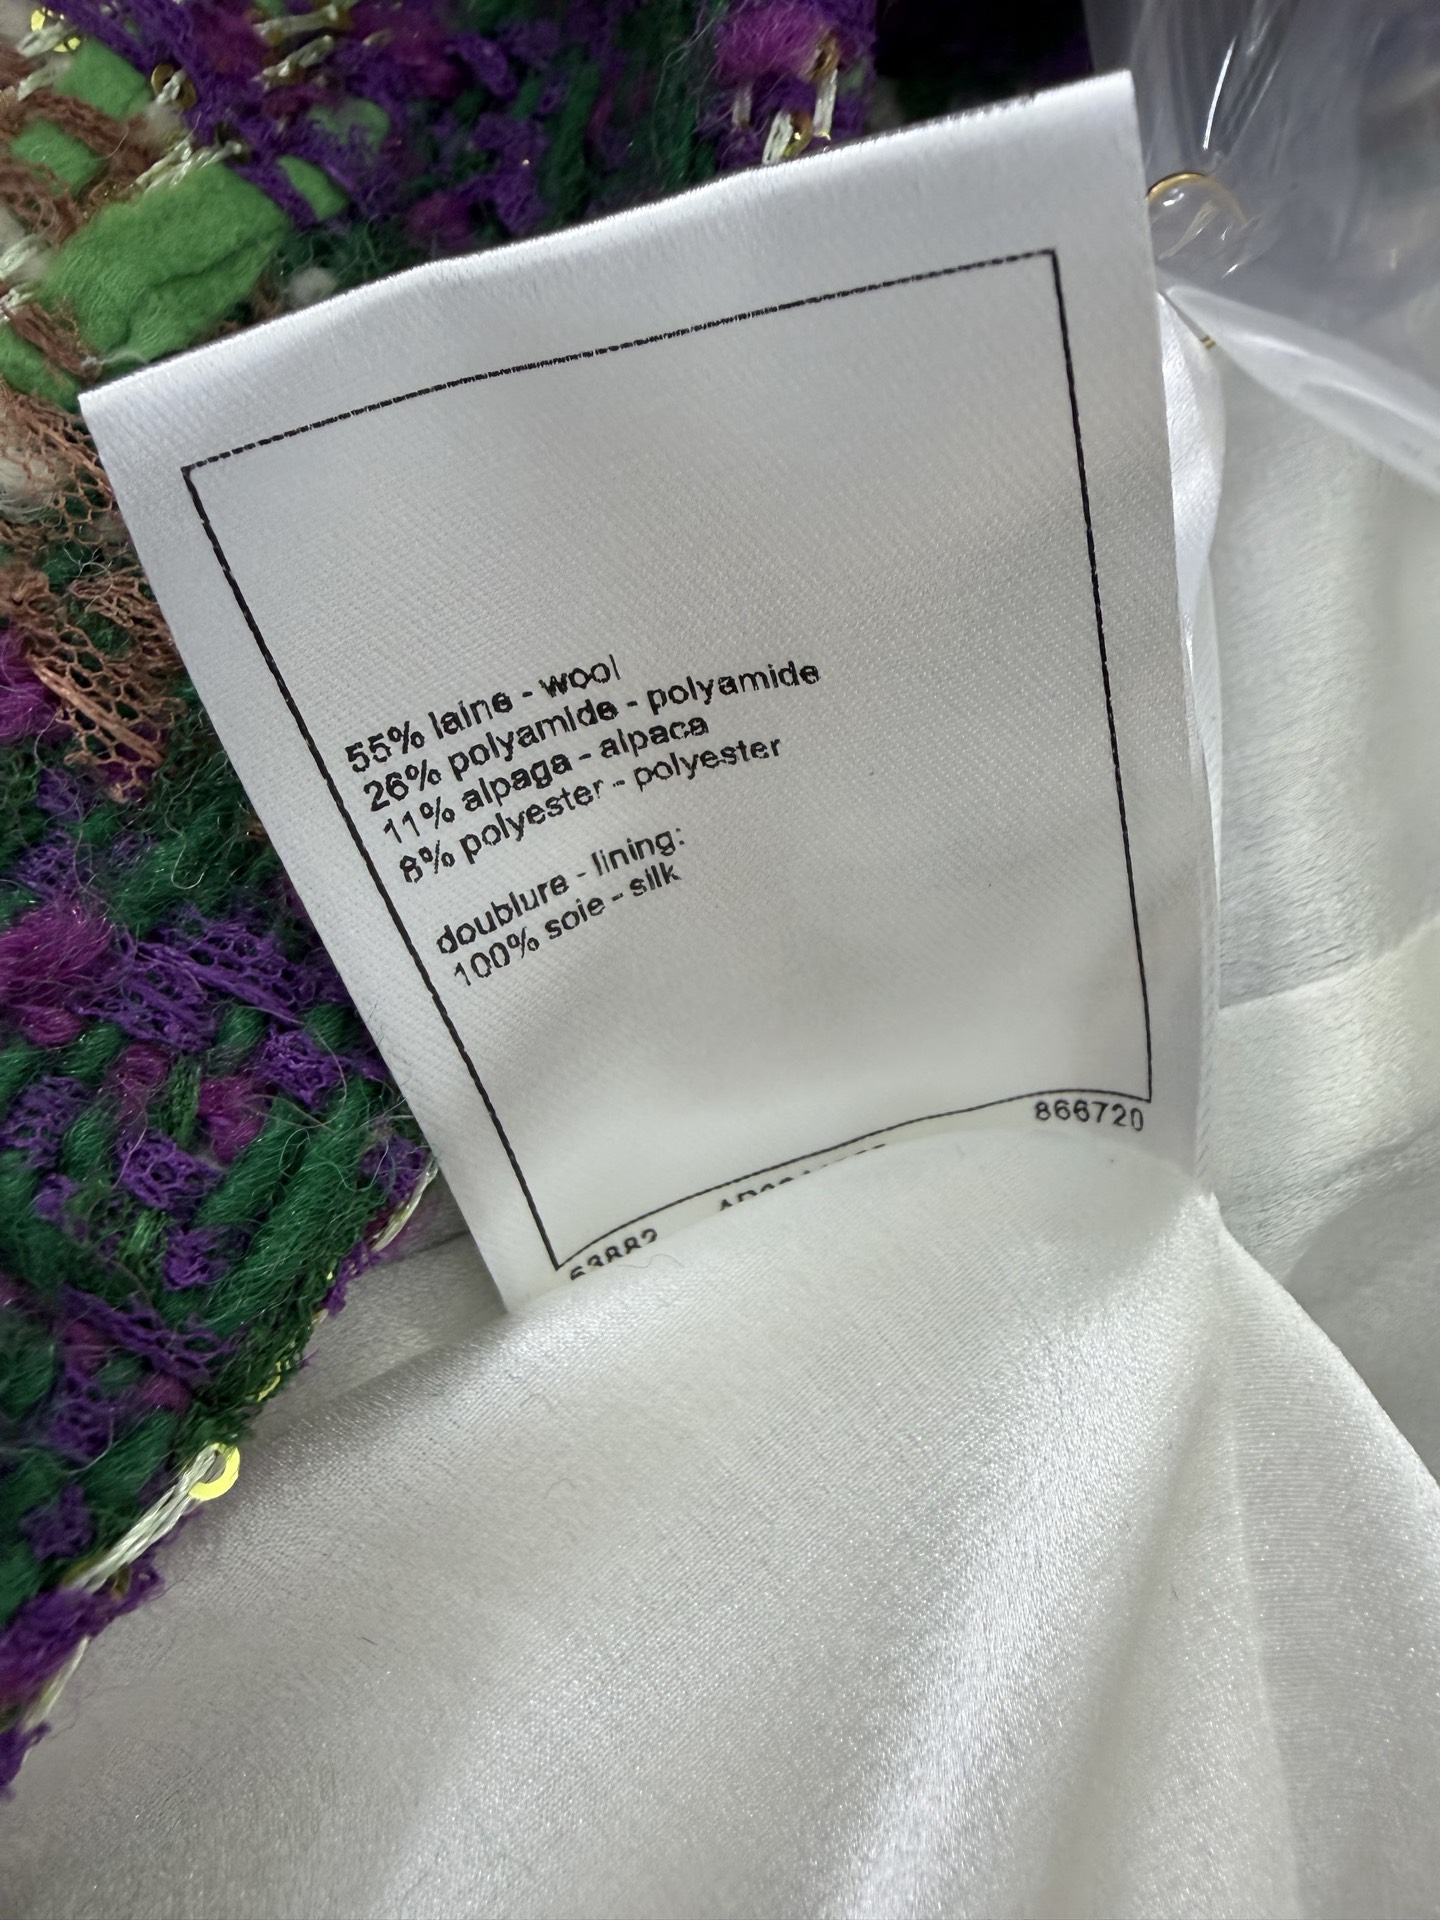 55% laine - wool
26% polyamide - polyamide
11% alpaga - alpaca
8% polyester - polyester
doublure - lining:
100% soie - silk
866720